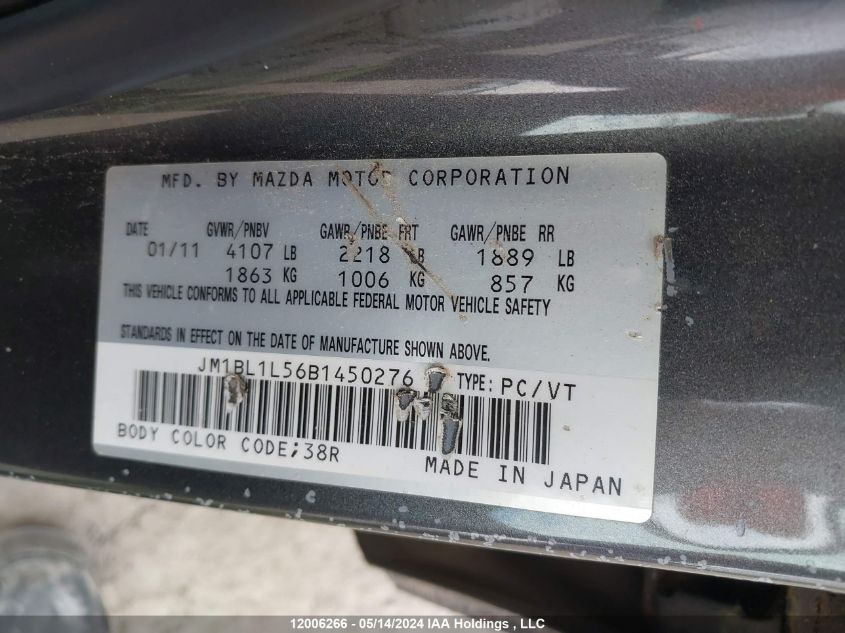 MFD. BY MAZDA MOTOR CORPORATION
DATE GVWR/PNBV GAWR/PNBE FRT GAWR/PNBE RR
01/11 4107 LB 2218 LB 1889 LB
1863 KG 1006 KG 857 KG
THIS VEHICLE CONFORMS TO ALL APPLICABLE FEDERAL MOTOR VEHICLE SAFETY
STANDARDS IN EFFECT ON THE DATE OF MANUFACTURE SHOWN ABOVE.
JM1BL1L56B1450276 TYPE: PC/VT
BODY COLOR CODE;38R
MADE IN JAPAN
12006266 - 05/14/2024 IAA Holdings , LLC